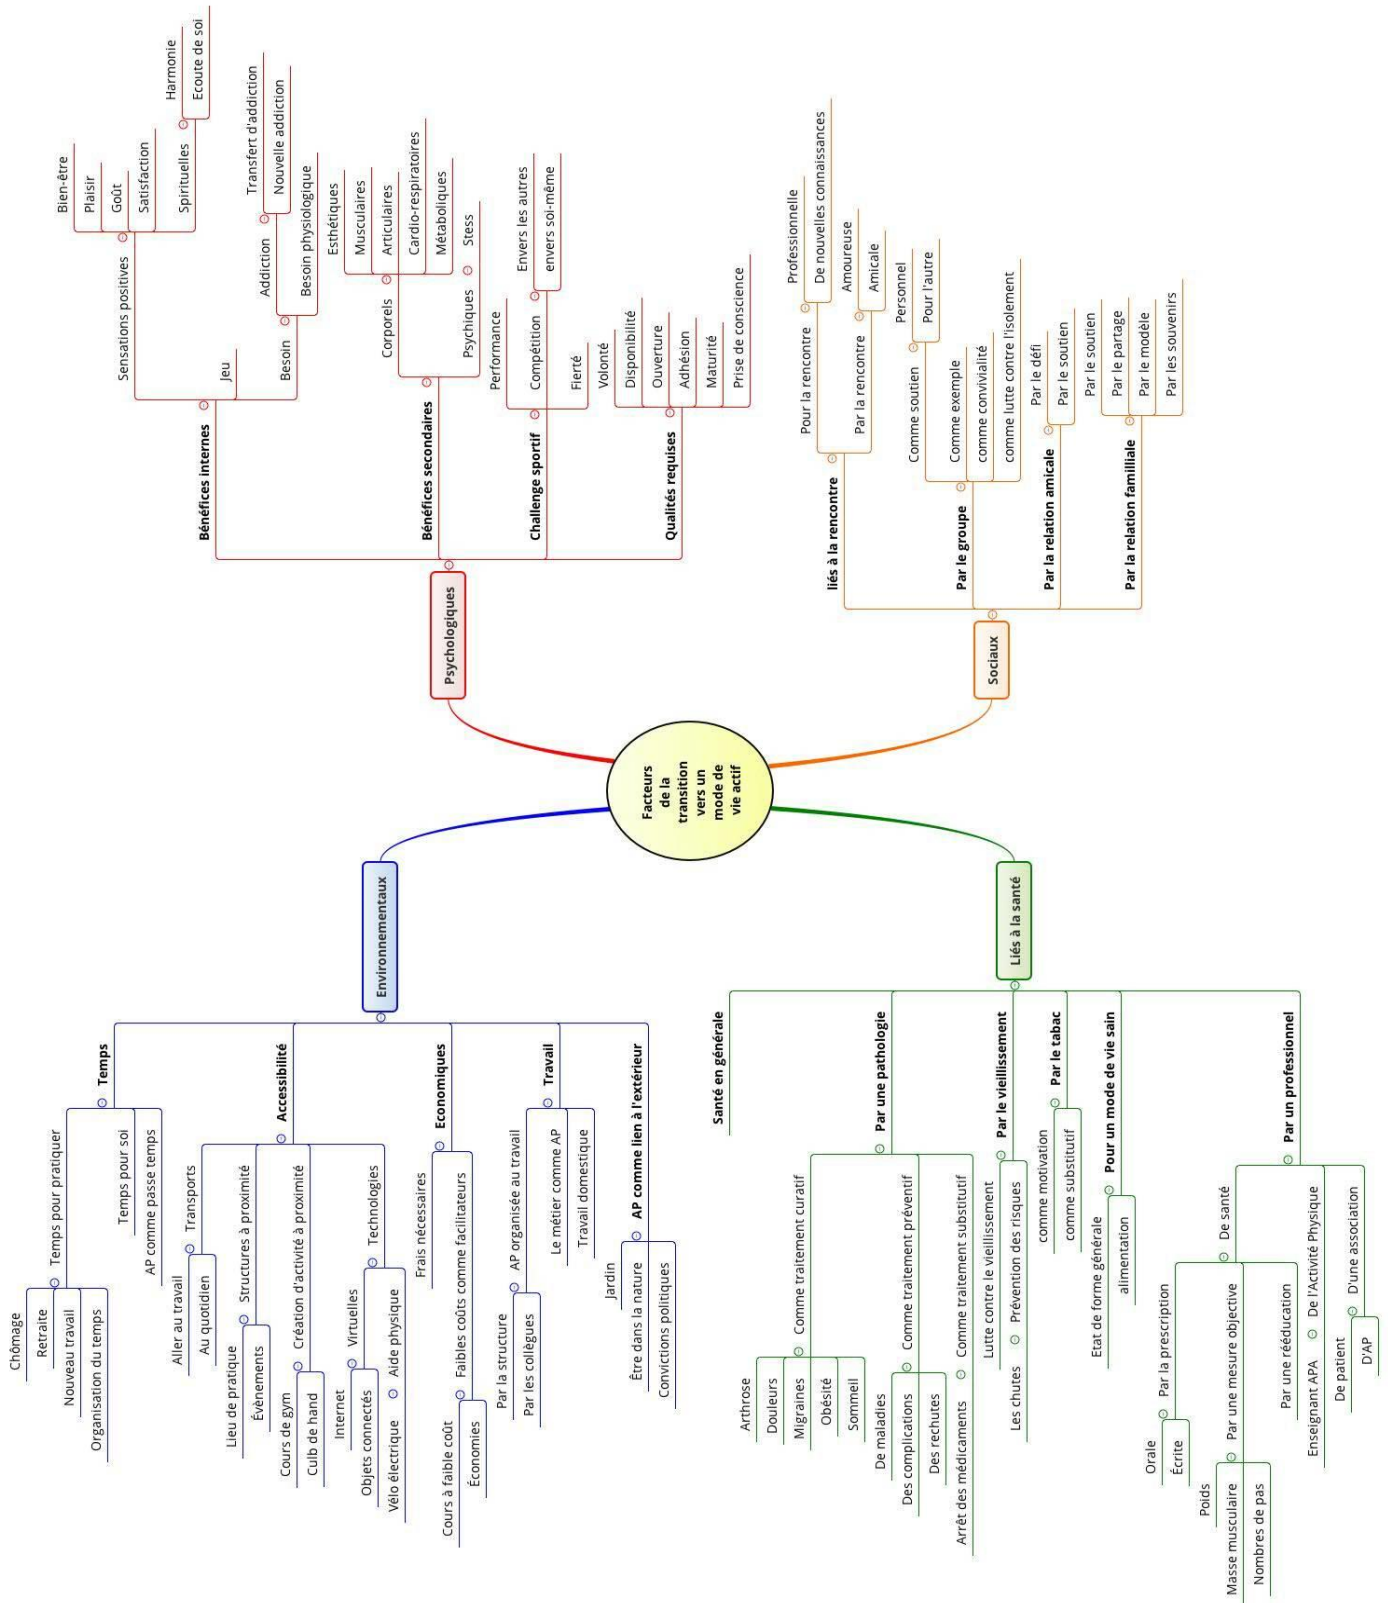 Facteurs
de la
transition
vers un
mode de
vie actif
Environnementaux
Temps
Temps pour pratiquer
Chômage
Retraite
Nouveau travail
Organisation du temps
Temps pour soi
AP comme passe temps
Accessibilité
Transports
Aller au travail
Au quotidien
Structures à proximité
Lieu de pratique
Évènements
Création d'activité à proximité
Cours de gym
Culb de hand
Technologies
Virtuelles
Internet
Objets connectés
Aide physique
Vélo électrique
Economiques
Frais nécessaires
Faibles coûts comme facilitateurs
Cours à faible coût
Économies
Travail
AP organisée au travail
Par la structure
Par les collègues
Le métier comme AP
Travail domestique
AP comme lien à l'extérieur
Jardin
Être dans la nature
Convictions politiques
Psychologiques
Bénéfices internes
Sensations positives
Bien-être
Plaisir
Goût
Satisfaction
Spirituelles
Harmonie
Ecoute de soi
Jeu
Besoin
Addiction
Transfert d'addiction
Nouvelle addiction
Besoin physiologique
Bénéfices secondaires
Corporels
Esthétiques
Musculaires
Articulaires
Cardio-respiratoires
Métaboliques
Psychiques
Stess
Challenge sportif
Performance
Compétition
Envers les autres
envers soi-même
Fierté
Qualités requises
Volonté
Disponibilité
Ouverture
Adhésion
Maturité
Prise de conscience
Sociaux
liés à la rencontre
Pour la rencontre
Professionnelle
De nouvelles connaissances
Par la rencontre
Amoureuse
Amicale
Par le groupe
Comme soutien
Personnel
Pour l'autre
Comme exemple
comme convivialité
comme lutte contre l'isolement
Par la relation amicale
Par le défi
Par le soutien
Par la relation familliale
Par le soutien
Par le partage
Par le modèle
Par les souvenirs
Liés à la santé
Santé en générale
Par une pathologie
Comme traitement curatif
Arthrose
Douleurs
Migraines
Obésité
Sommeil
Comme traitement préventif
De maladies
Des complications
Des rechutes
Comme traitement substitutif
Arrêt des médicaments
Par le vieillissement
Lutte contre le vieillissement
Prévention des risques
Les chutes
Par le tabac
comme motivation
comme substitutif
Pour un mode de vie sain
Etat de forme générale
alimentation
Par un professionnel
De santé
Par la prescription
Orale
Écrite
Par une mesure objective
Poids
Masse musculaire
Nombres de pas
Par une rééducation
De l'Activité Physique
Enseignant APA
D'une association
De patient
D'AP